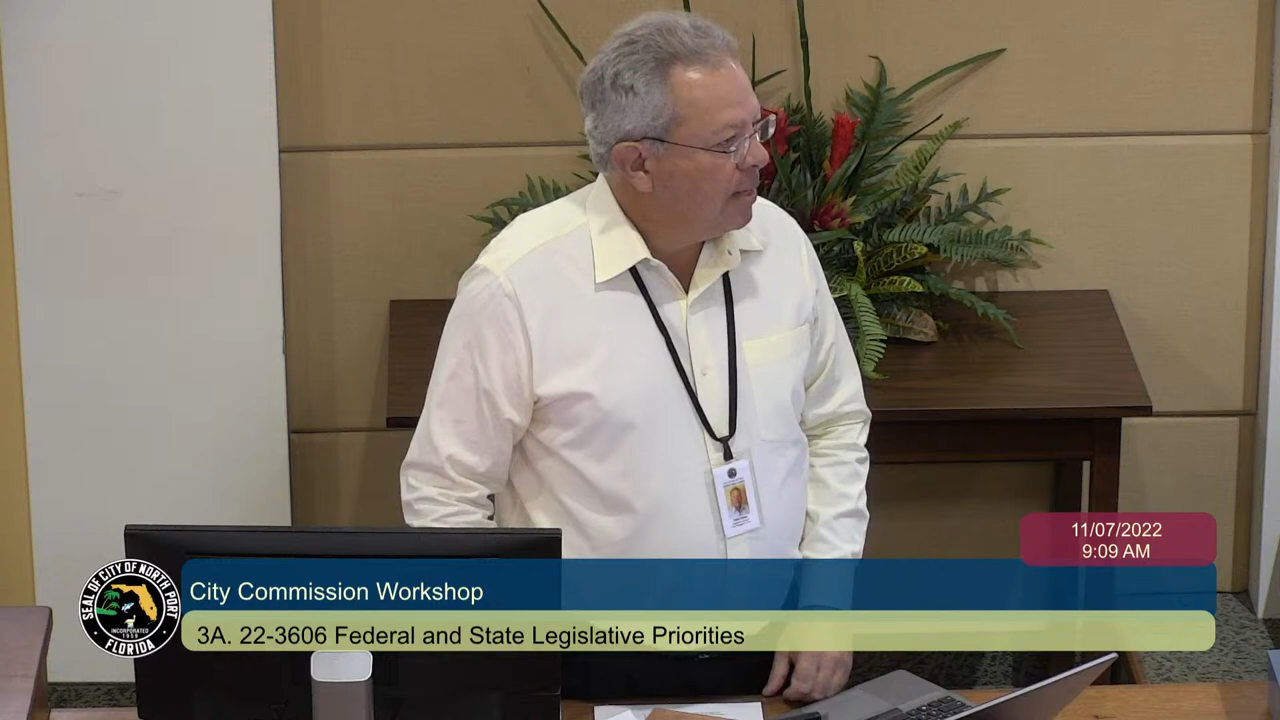 11/07/2022
9:09 AM
City Commission Workshop
3A. 22-3606 Federal and State Legislative Priorities
SEAL OF CITY OF NORTH PORT
INCORPORATED
1959
FLORIDA